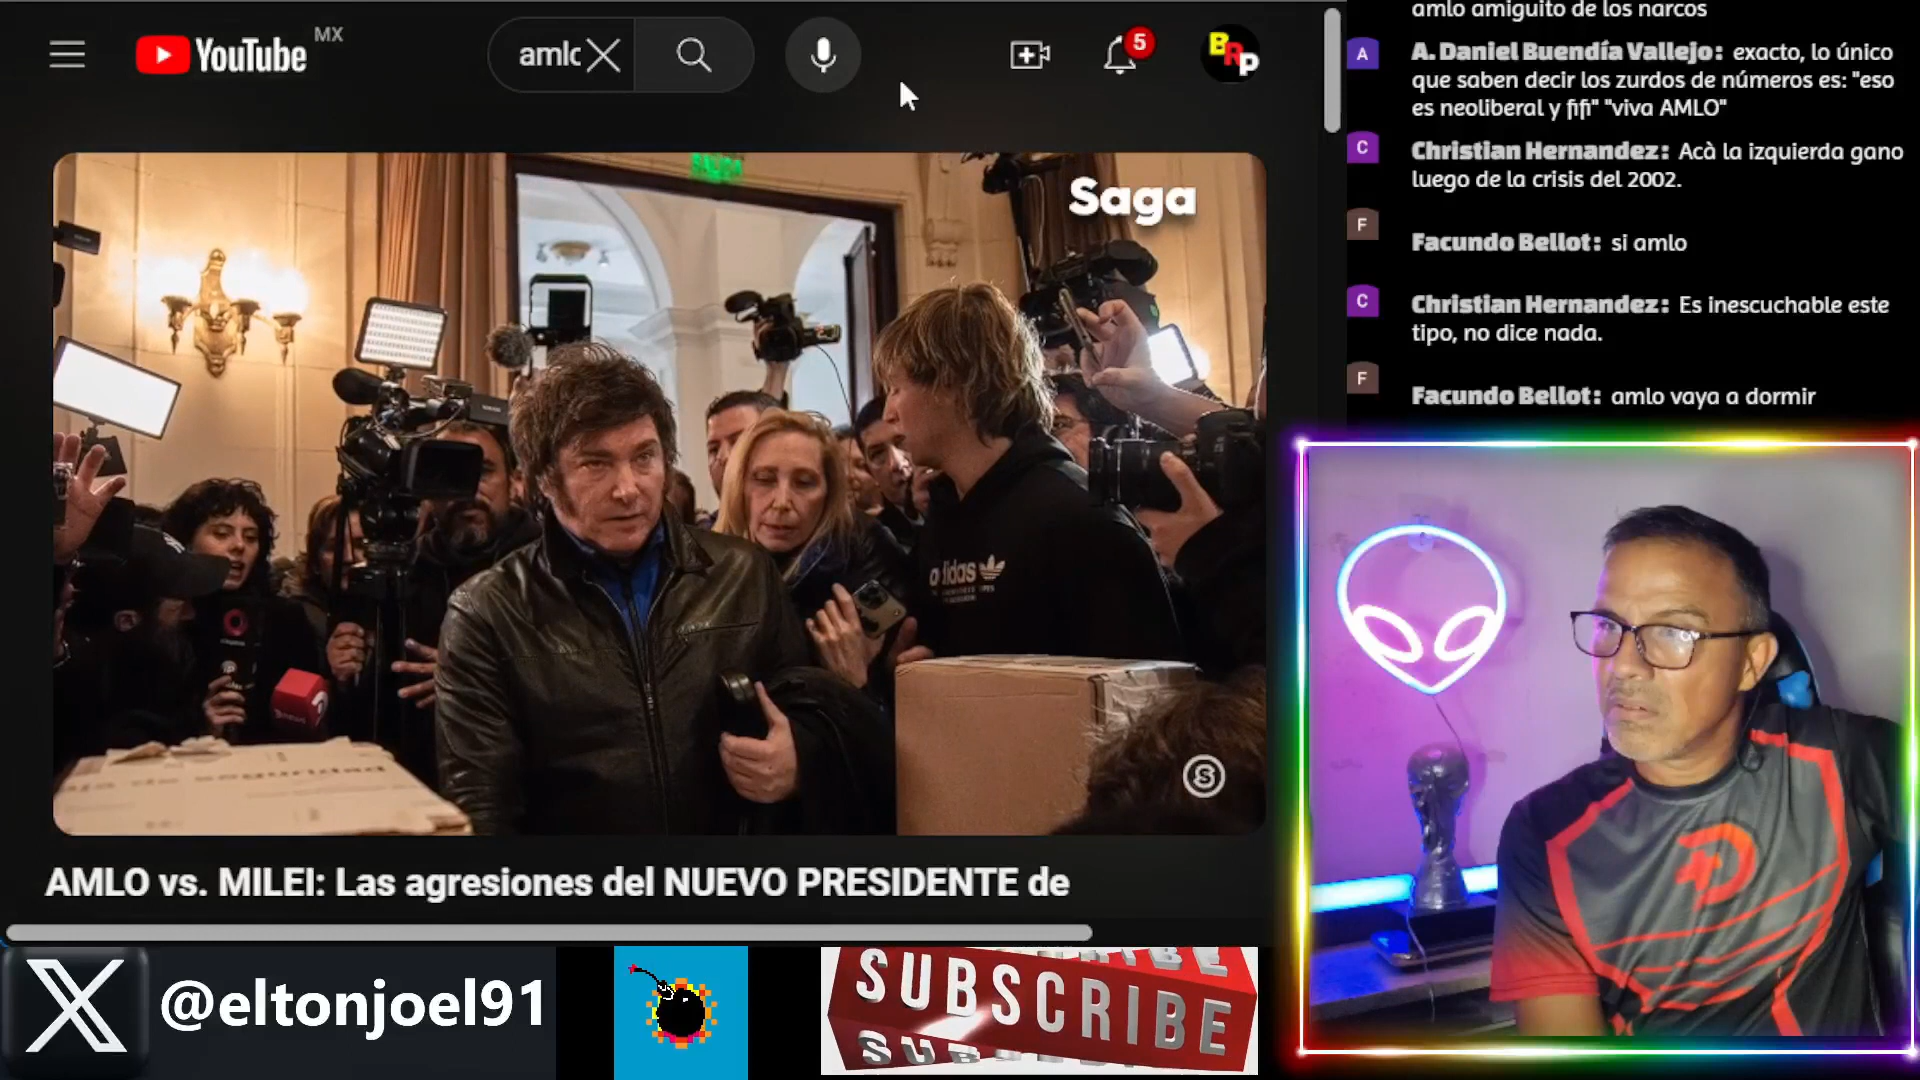 YouTube MX
amlo
5
BRP
Saga
SALIDA
adidas
S
AMLO vs. MILEI: Las agresiones del NUEVO PRESIDENTE de
@eltonjoel91
SUBSCRIBE
amlo amiguito de los narcos
A
A. Daniel Buendía Vallejo: exacto, lo único
que saben decir los zurdos de números es: "eso
es neoliberal y fifi" "viva AMLO"
C
Christian Hernandez: Acà la izquierda gano
luego de la crisis del 2002.
F
Facundo Bellot: si amlo
C
Christian Hernandez: Es inescuchable este
tipo, no dice nada.
F
Facundo Bellot: amlo vaya a dormir